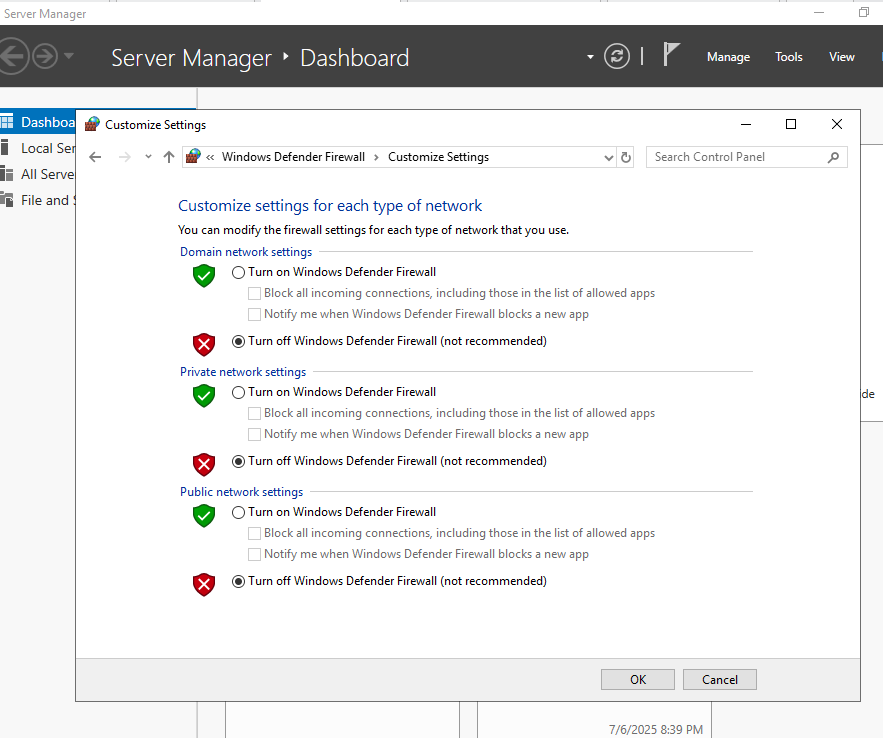 Server Manager
Server Manager ‣ Dashboard
Manage Tools View
Dashboa
Local Ser
All Serve
File and S
Customize Settings
« Windows Defender Firewall › Customize Settings
Search Control Panel
Customize settings for each type of network
You can modify the firewall settings for each type of network that you use.
Domain network settings
Turn on Windows Defender Firewall
Block all incoming connections, including those in the list of allowed apps
Notify me when Windows Defender Firewall blocks a new app
Turn off Windows Defender Firewall (not recommended)
Private network settings
Turn on Windows Defender Firewall
Block all incoming connections, including those in the list of allowed apps
Notify me when Windows Defender Firewall blocks a new app
Turn off Windows Defender Firewall (not recommended)
de
Public network settings
Turn on Windows Defender Firewall
Block all incoming connections, including those in the list of allowed apps
Notify me when Windows Defender Firewall blocks a new app
Turn off Windows Defender Firewall (not recommended)
OK Cancel
7/6/2025 8:39 PM